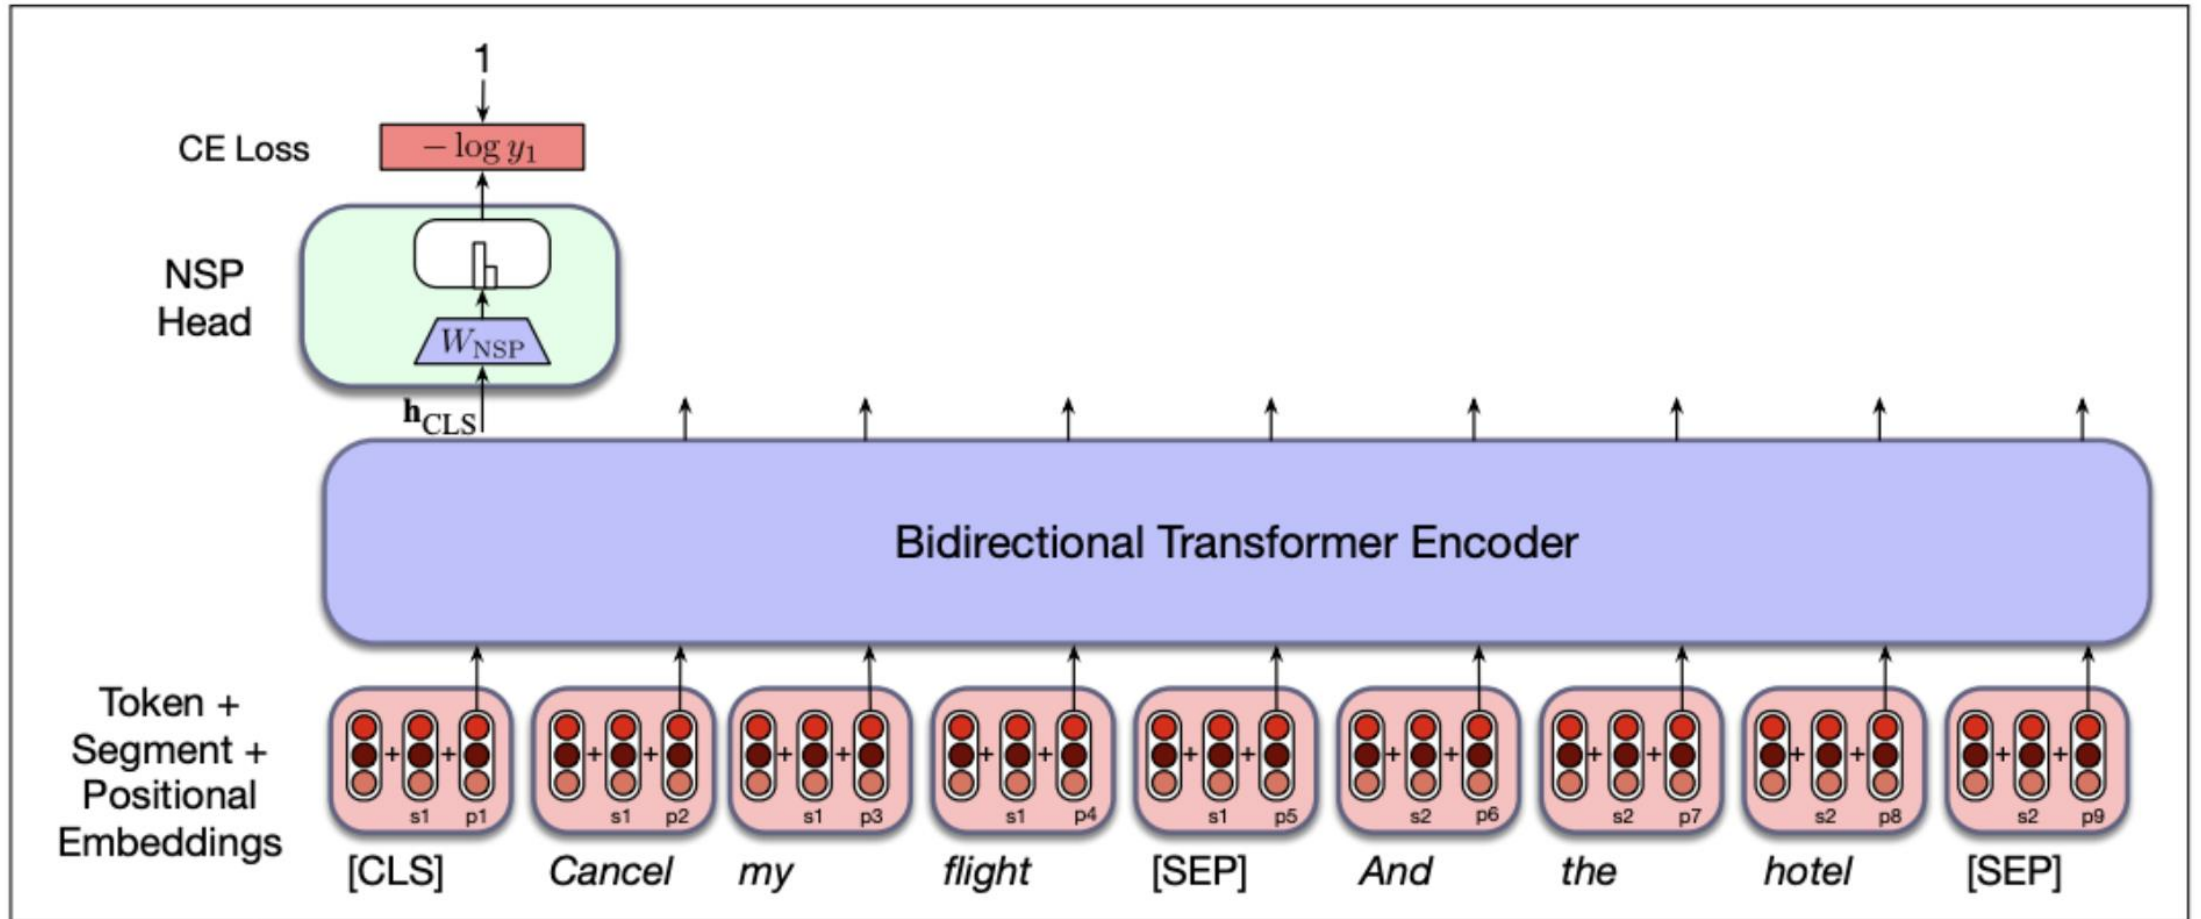 1
CE Loss
− log y₁
NSP
Head
W_NSP
h_CLS
Bidirectional Transformer Encoder
Token +
Segment +
Positional
Embeddings
+ + + + + + + + + + + + + + + + + +
s1 p1 s1 p2 s1 p3 s1 p4 s1 p5 s2 p6 s2 p7 s2 p8 s2 p9
[CLS] Cancel my flight [SEP] And the hotel [SEP]